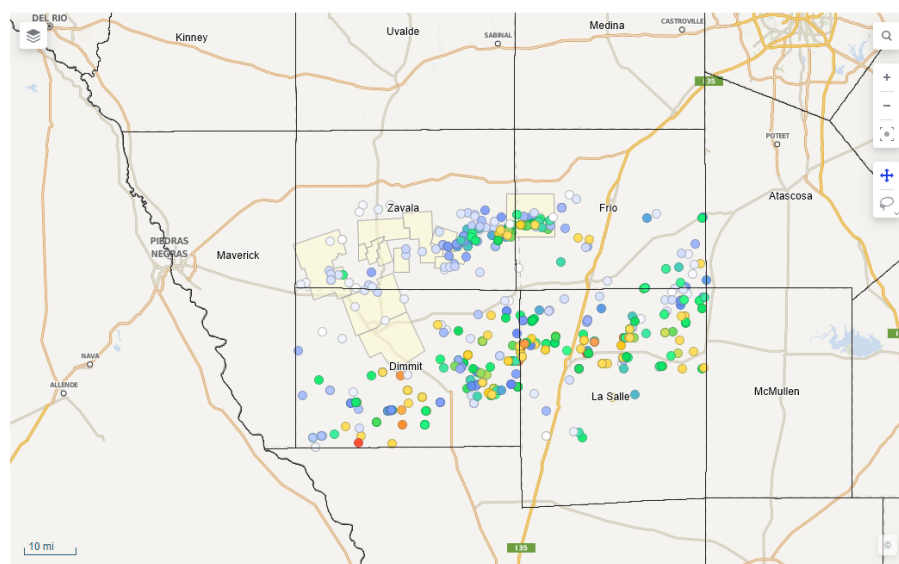 DEL RIO
Kinney
Uvalde
SABINAL
Medina
CASTROVILLE
I 35
POTEET
Atascosa
Zavala
Frio
PIEDRAS
NEGRAS
Maverick
NAVA
ALLENDE
Dimmit
La Salle
McMullen
10 mi
I 35
©